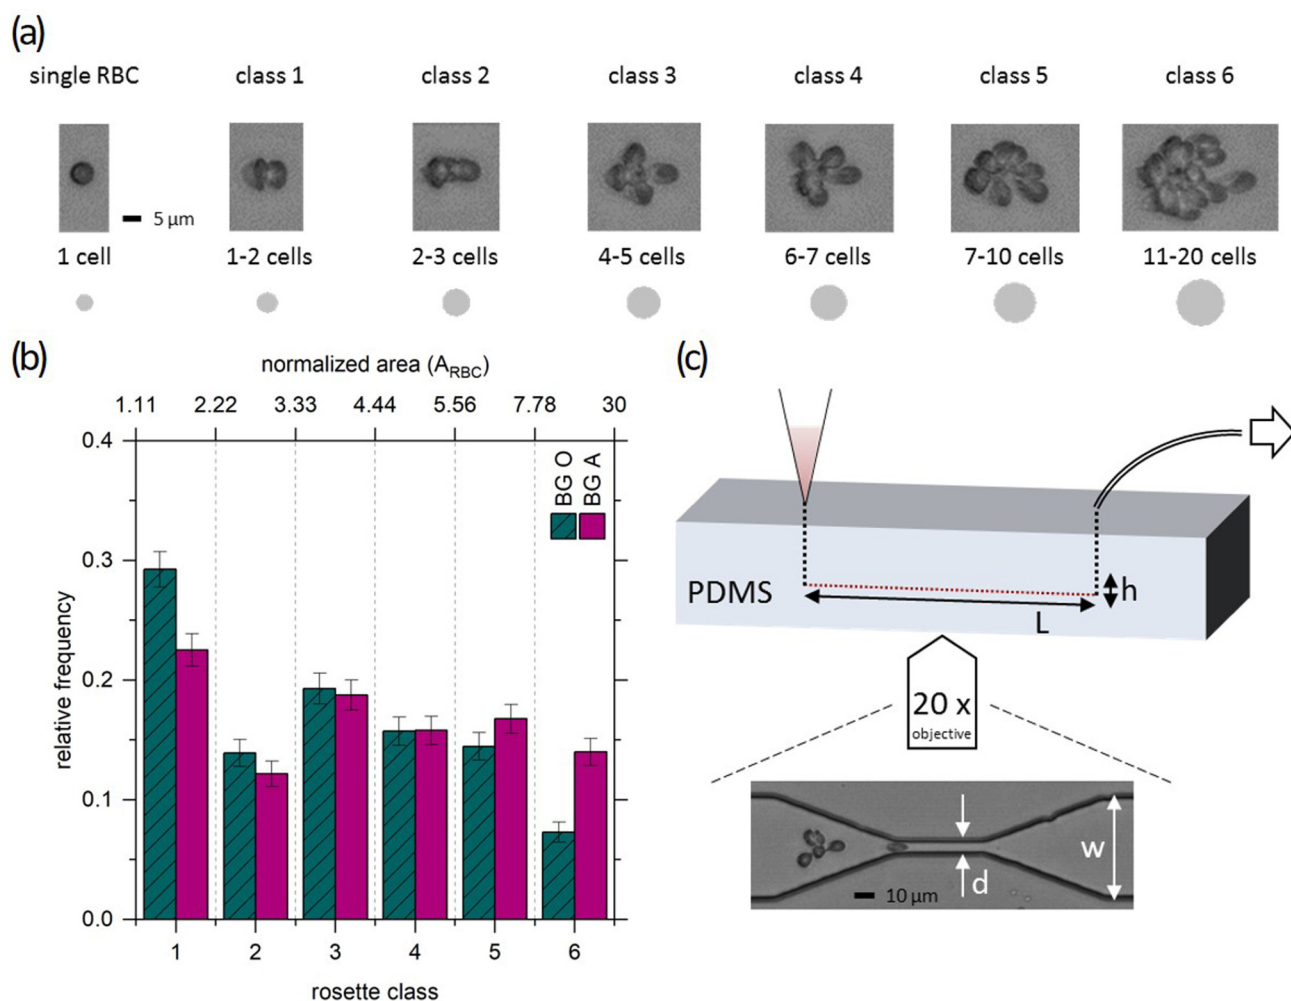 (a)
single RBC class 1 class 2 class 3 class 4 class 5 class 6
5 µm
1 cell 1-2 cells 2-3 cells 4-5 cells 6-7 cells 7-10 cells 11-20 cells
(b)
normalized area (A_RBC)
1.11 2.22 3.33 4.44 5.56 7.78 30
0.4
0.3
0.2
0.1
0.0
relative frequency
BG O
BG A
1 2 3 4 5 6
rosette class
(c)
PDMS
h
L
20 x
objective
w
d
10 µm